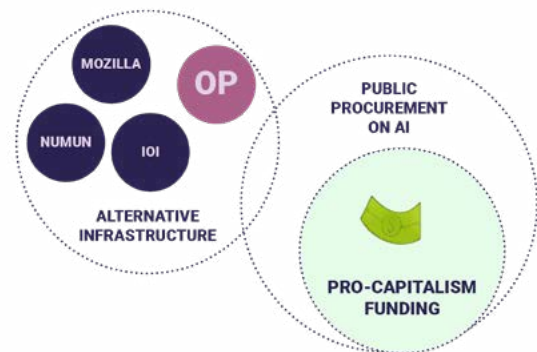 MOZILLA
OP
NUMUN
IOI
ALTERNATIVE
INFRASTRUCTURE
PUBLIC
PROCUREMENT
ON AI
PRO-CAPITALISM
FUNDING